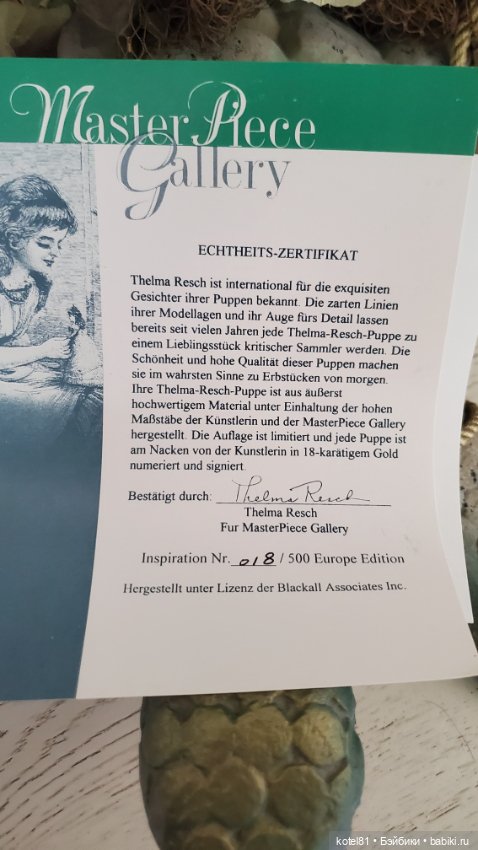 MasterPiece
Gallery
ECHTHEITS-ZERTIFIKAT
Thelma Resch ist international für die exquisiten
Gesichter ihrer Puppen bekannt. Die zarten Linien
ihrer Modellagen und ihr Auge fürs Detail lassen
bereits seit vielen Jahren jede Thelma-Resch-Puppe zu
einem Lieblingsstück kritischer Sammler werden. Die
Schönheit und hohe Qualität dieser Puppen machen
sie im wahrsten Sinne zu Erbstücken von morgen.
Ihre Thelma-Resch-Puppe ist aus äußerst
hochwertigem Material unter Einhaltung der hohen
Maßstäbe der Künstlerin und der MasterPiece Gallery
hergestellt. Die Auflage ist limitiert und jede Puppe ist
am Nacken von der Kunstlerin in 18-karätigem Gold
numeriert und signiert.
Bestätigt durch: Thelma Resch
Thelma Resch
Fur MasterPiece Gallery
Inspiration Nr. 018 / 500 Europe Edition
Hergestellt unter Lizenz der Blackall Associates Inc.
kotel81 • Бэйбики • babiki.ru